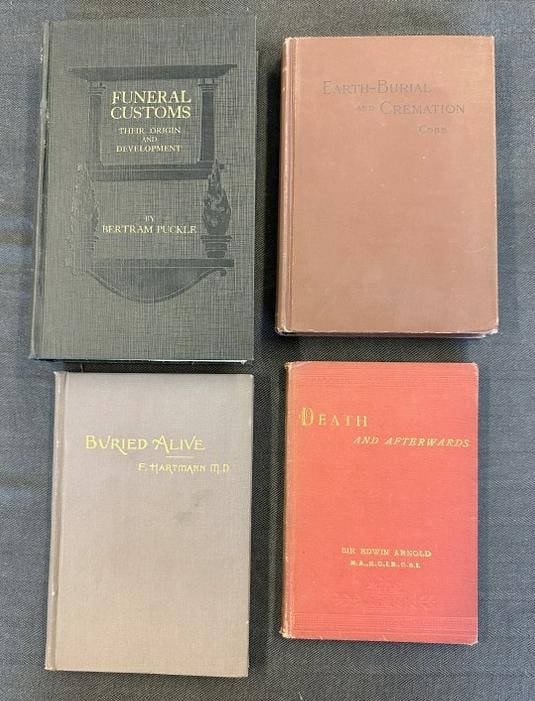 FUNERAL
CUSTOMS
THEIR ORIGIN
AND
DEVELOPMENT
BY
BERTRAM PUCKLE
EARTH-BURIAL
AND CREMATION
COBB
BURIED ALIVE
F. HARTMANN M.D.
DEATH
AND AFTERWARDS
SIR EDWIN ARNOLD
M.A., K.C.I.E., C.S.I.